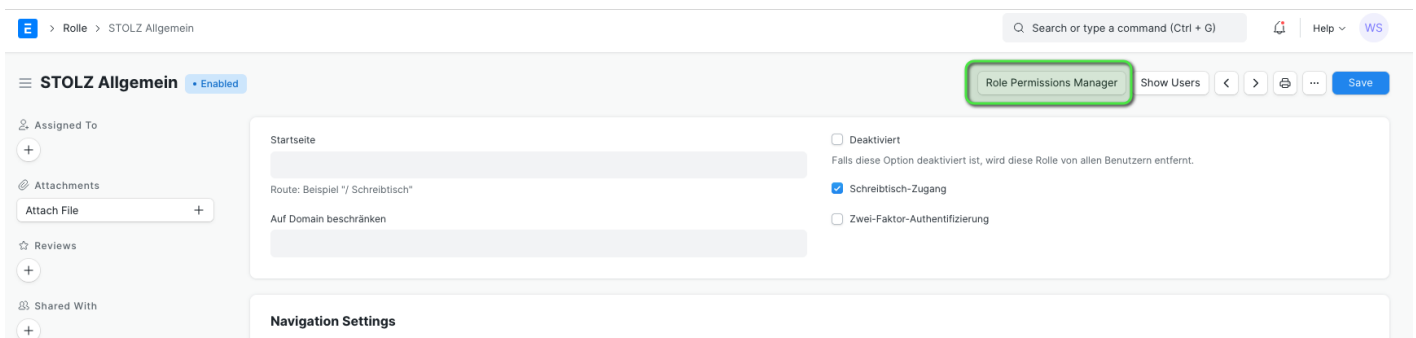 E > Rolle > STOLZ Allgemein Search or type a command (Ctrl + G) Help WS
STOLZ Allgemein • Enabled Role Permissions Manager Show Users < > ... Save
Assigned To
+
Attachments
Attach File +
Reviews
+
Shared With
+
Startseite
Route: Beispiel "/ Schreibtisch"
Auf Domain beschränken
Deaktiviert
Falls diese Option deaktiviert ist, wird diese Rolle von allen Benutzern entfernt.
Schreibtisch-Zugang
Zwei-Faktor-Authentifizierung
Navigation Settings